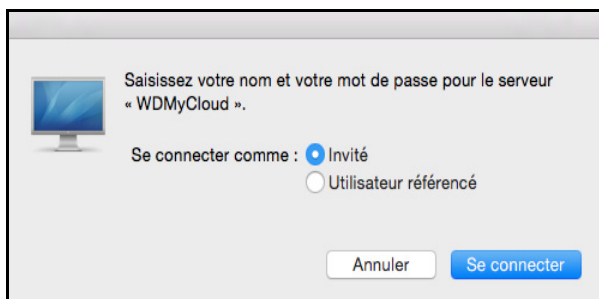 Saisissez votre nom et votre mot de passe pour le serveur
« WDMyCloud ».
Se connecter comme : Invité
Utilisateur référencé
Annuler Se connecter